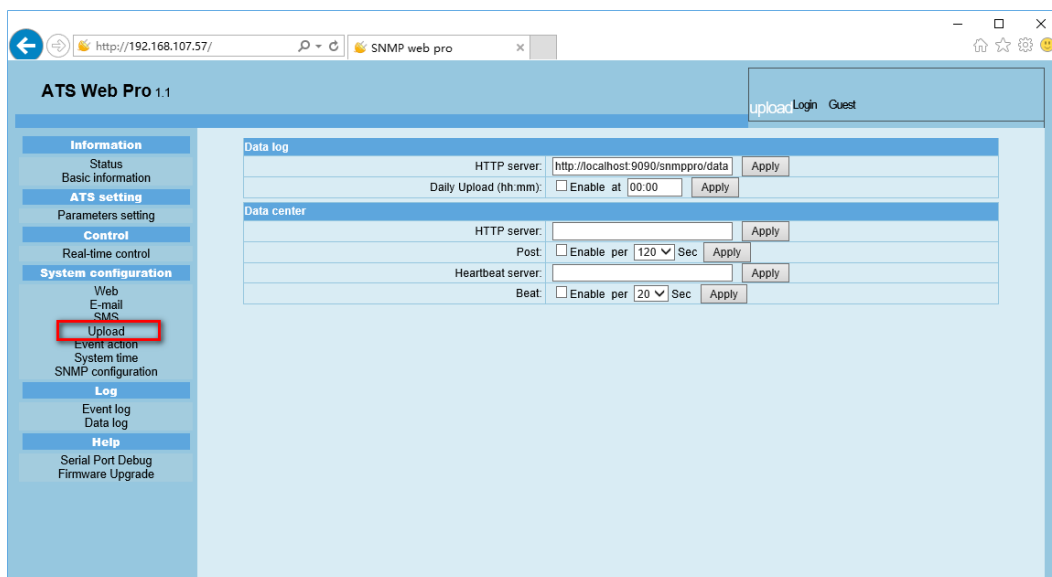 http://192.168.107.57/ SNMP web pro
ATS Web Pro 1.1
upload Login Guest
Information
Status
Basic information
ATS setting
Parameters setting
Control
Real-time control
System configuration
Web
E-mail
SMS
Upload
Event action
System time
SNMP configuration
Log
Event log
Data log
Help
Serial Port Debug
Firmware Upgrade
Data log
HTTP server: http://localhost:9090/snmppro/data Apply
Daily Upload (hh:mm): Enable at 00:00 Apply
Data center
HTTP server: Apply
Post: Enable per 120 Sec Apply
Heartbeat server: Apply
Beat: Enable per 20 Sec Apply